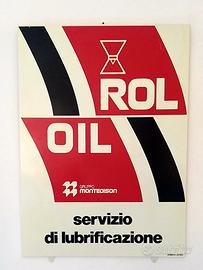 ROL
OIL
GRUPPO
MONTEDISON
servizio
di lubrificazione